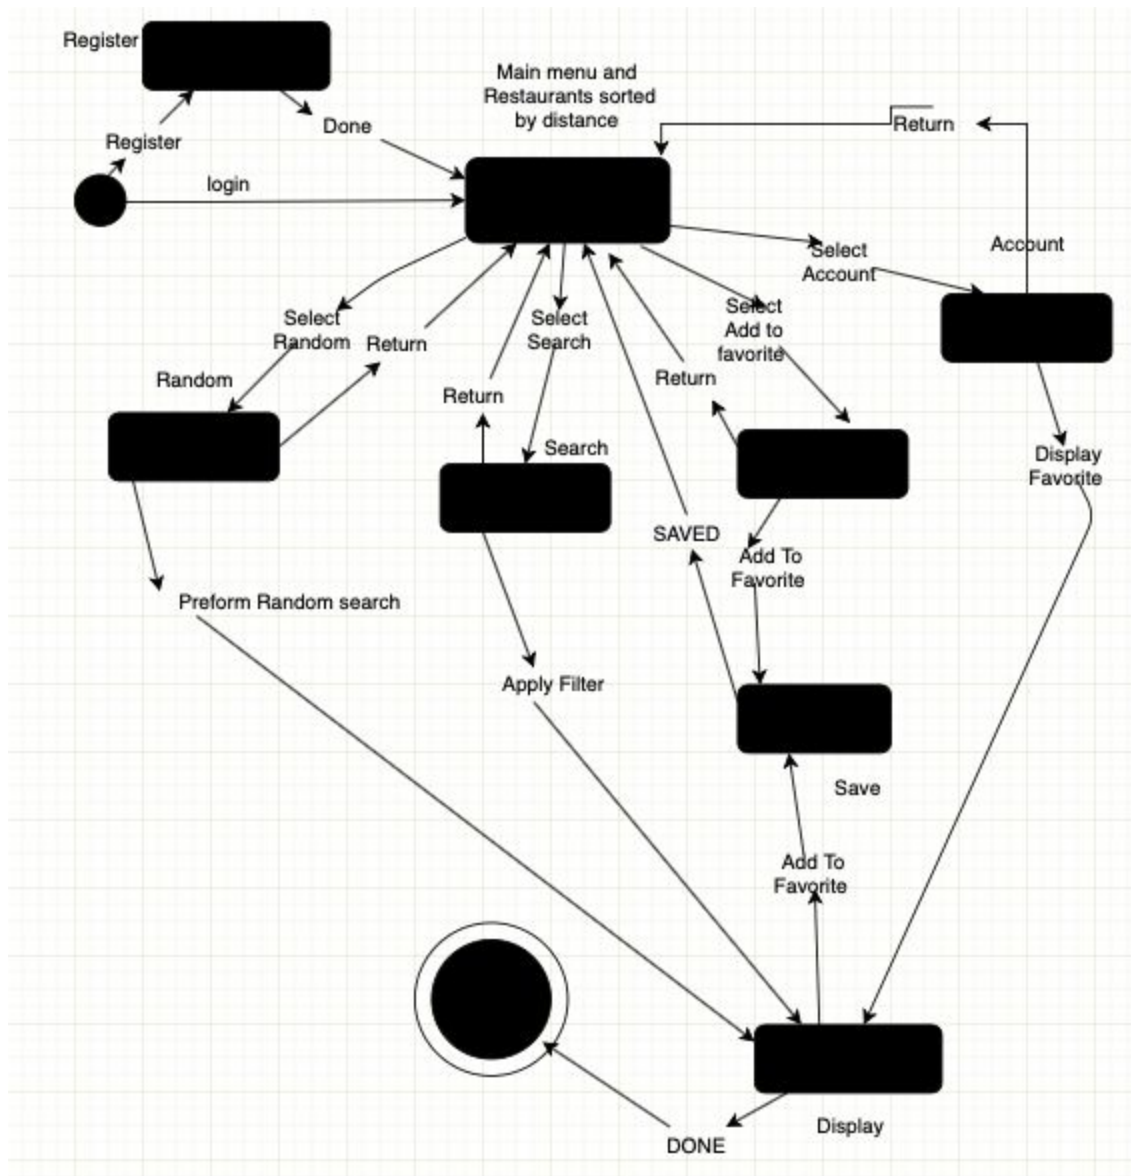 Register
Main menu and
Restaurants sorted
by distance
Register
Done
Return
login
Select
Account
Account
Select
Random
Return
Select
Search
Select
Add to
favorite
Random
Return
Return
Search
Display
Favorite
SAVED
Add To
Favorite
Preform Random search
Apply Filter
Save
Add To
Favorite
Display
DONE